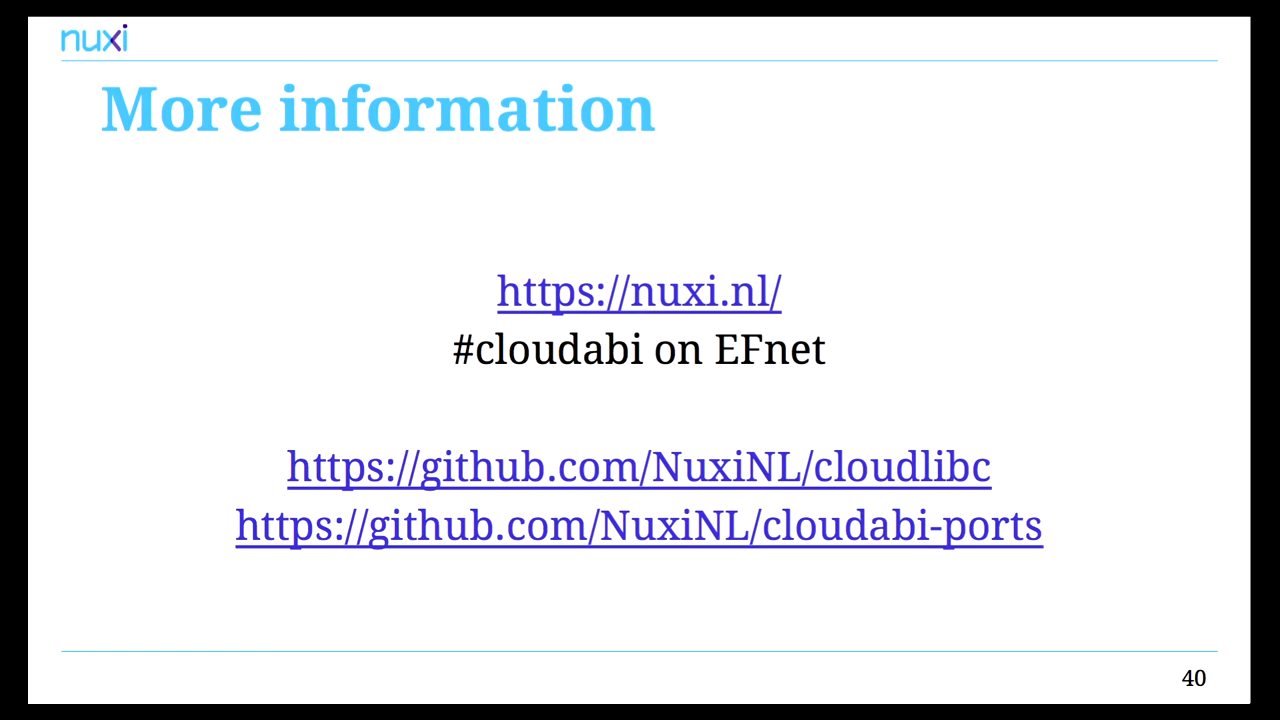 nuxi
More information
https://nuxi.nl/
#cloudabi on EFnet
https://github.com/NuxiNL/cloudlibc
https://github.com/NuxiNL/cloudabi-ports
40